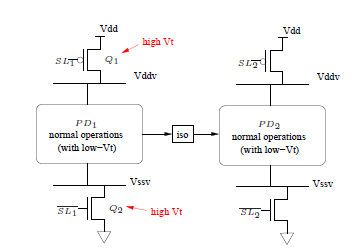 Vdd
high Vt
SL1
Q1
Vddv
PD1
normal operations
(with low−Vt)
iso
Vssv
SL1
Q2
high Vt
Vdd
SL2
Vddv
PD2
normal operations
(with low−Vt)
Vssv
SL2